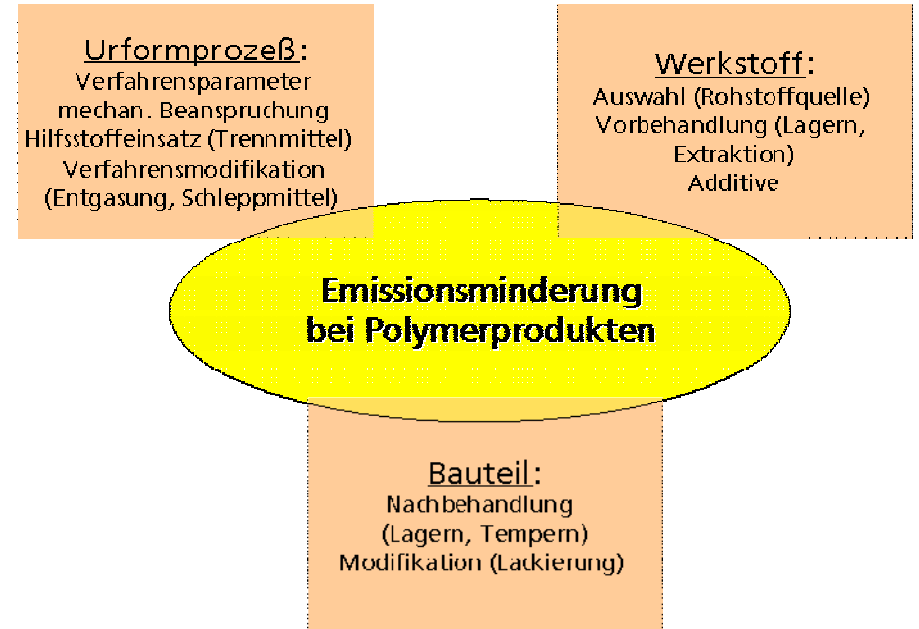 Urformprozeß:
Verfahrensparameter
mechan. Beanspruchung
Hilfsstoffeinsatz (Trennmittel)
Verfahrensmodifikation
(Entgasung, Schleppmittel)
Werkstoff:
Auswahl (Rohstoffquelle)
Vorbehandlung (Lagern,
Extraktion)
Additive
Emissionsminderung
bei Polymerprodukten
Bauteil:
Nachbehandlung
(Lagern, Tempern)
Modifikation (Lackierung)